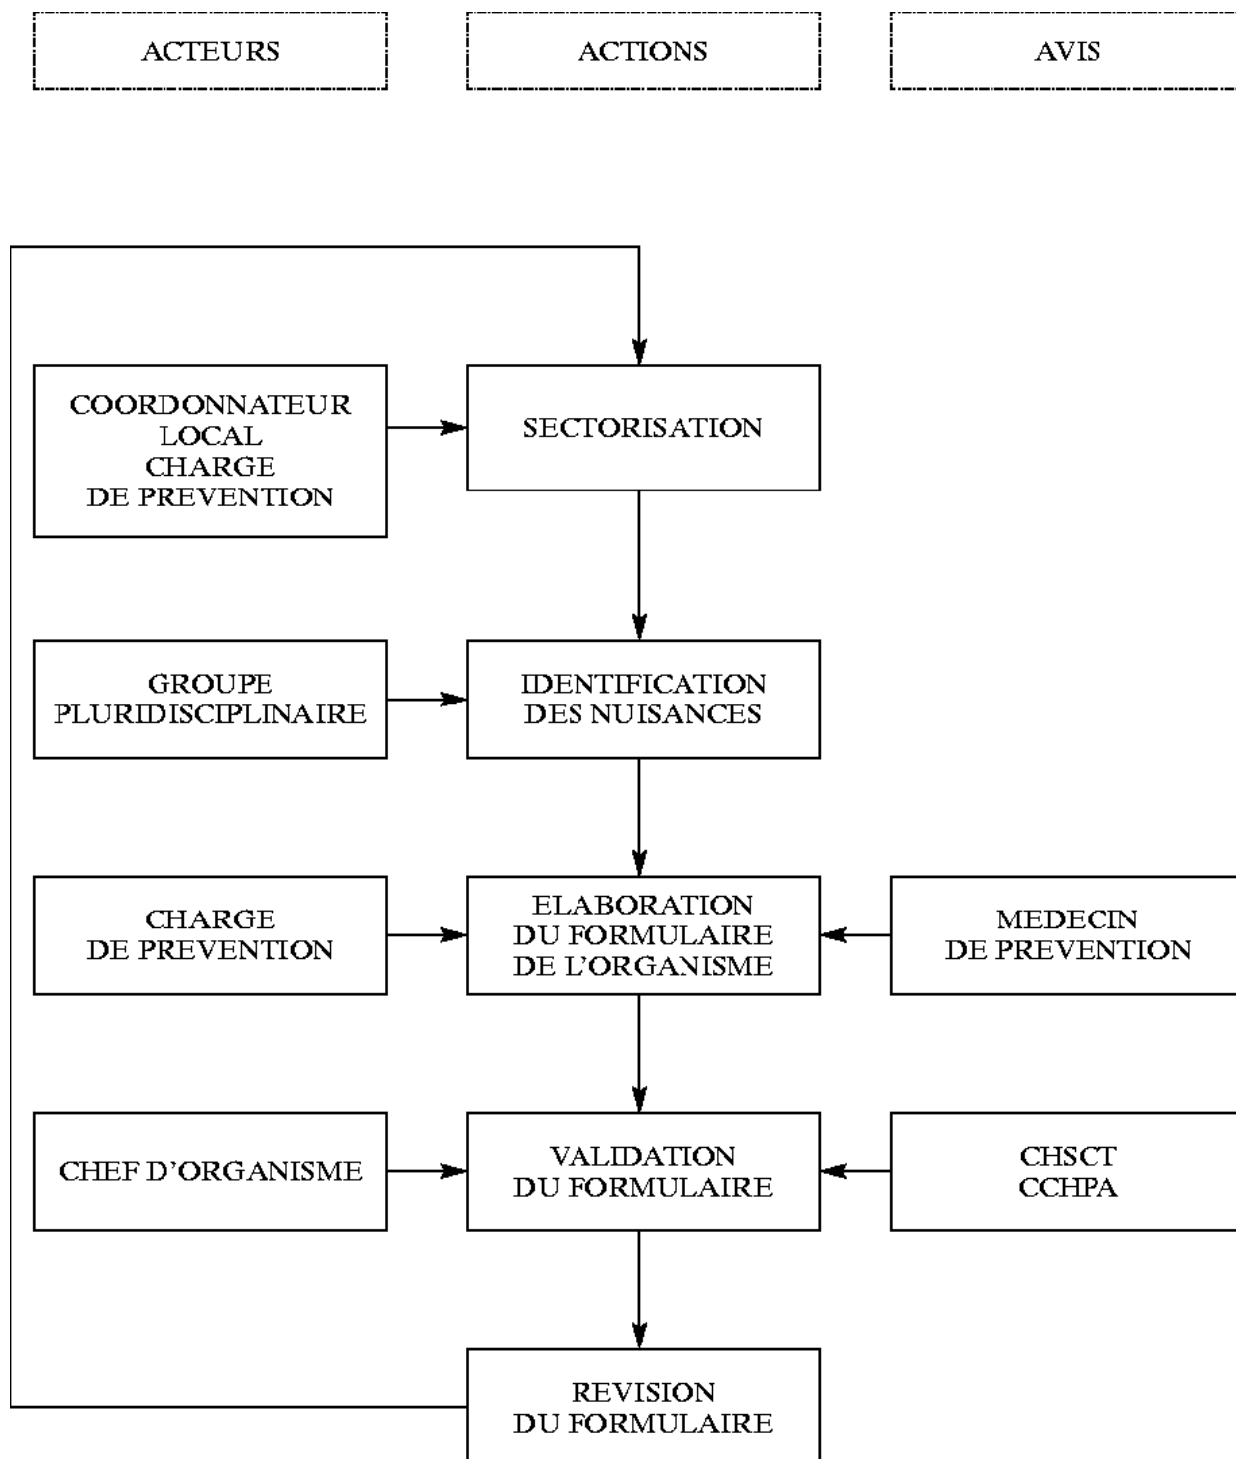 ACTEURS
ACTIONS
AVIS
COORDONNATEUR
LOCAL
CHARGE
DE PREVENTION
SECTORISATION
GROUPE
PLURIDISCIPLINAIRE
IDENTIFICATION
DES NUISANCES
CHARGE
DE PREVENTION
ELABORATION
DU FORMULAIRE
DE L'ORGANISME
MEDECIN
DE PREVENTION
CHEF D'ORGANISME
VALIDATION
DU FORMULAIRE
CHSCT
CCHPA
REVISION
DU FORMULAIRE